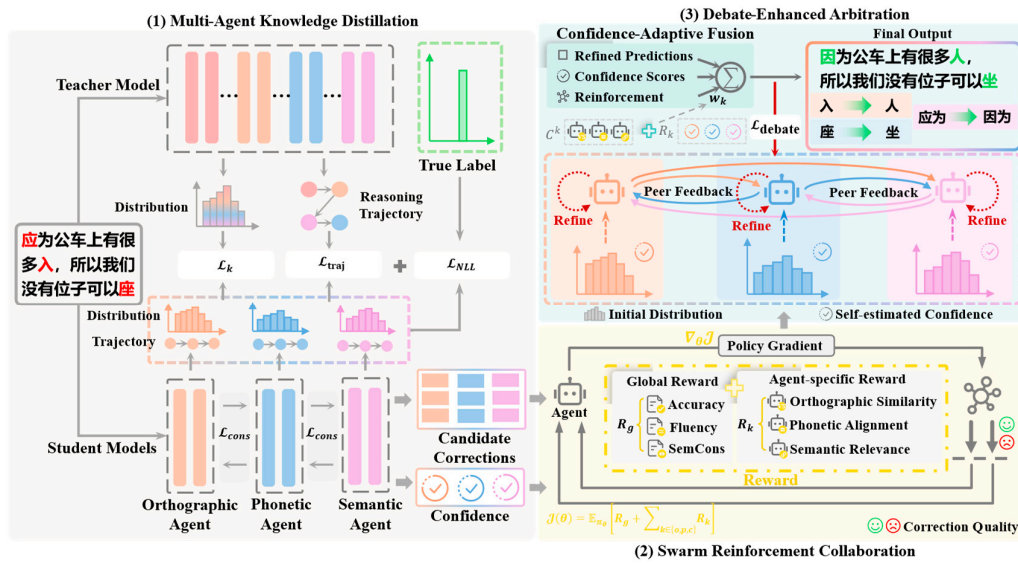 (1) Multi-Agent Knowledge Distillation
Teacher Model
True Label
Distribution
Reasoning
Trajectory
应为公车上有很
多入，所以我们
没有位子可以座
ℒk
ℒtraj
ℒNLL
Distribution
Trajectory
Student Models
ℒcons
ℒcons
Orthographic
Agent
Phonetic
Agent
Semantic
Agent
Candidate
Corrections
Confidence
(3) Debate-Enhanced Arbitration
Confidence-Adaptive Fusion
Refined Predictions
Confidence Scores
Reinforcement
∑
wk
Ck
Rk
ℒdebate
Final Output
因为公车上有很多人，
所以我们没有位子可以坐
入 人
座 坐
应为 因为
Peer Feedback
Peer Feedback
Refine
Refine
Refine
Initial Distribution
Self-estimated Confidence
∇θJ
Policy Gradient
Agent
Global Reward
Rg
Accuracy
Fluency
SemCons
Agent-specific Reward
Rk
Orthographic Similarity
Phonetic Alignment
Semantic Relevance
Reward
J(θ) = 𝔼πθ [Rg + ∑k∈{o,p,c} Rk]
Correction Quality
(2) Swarm Reinforcement Collaboration